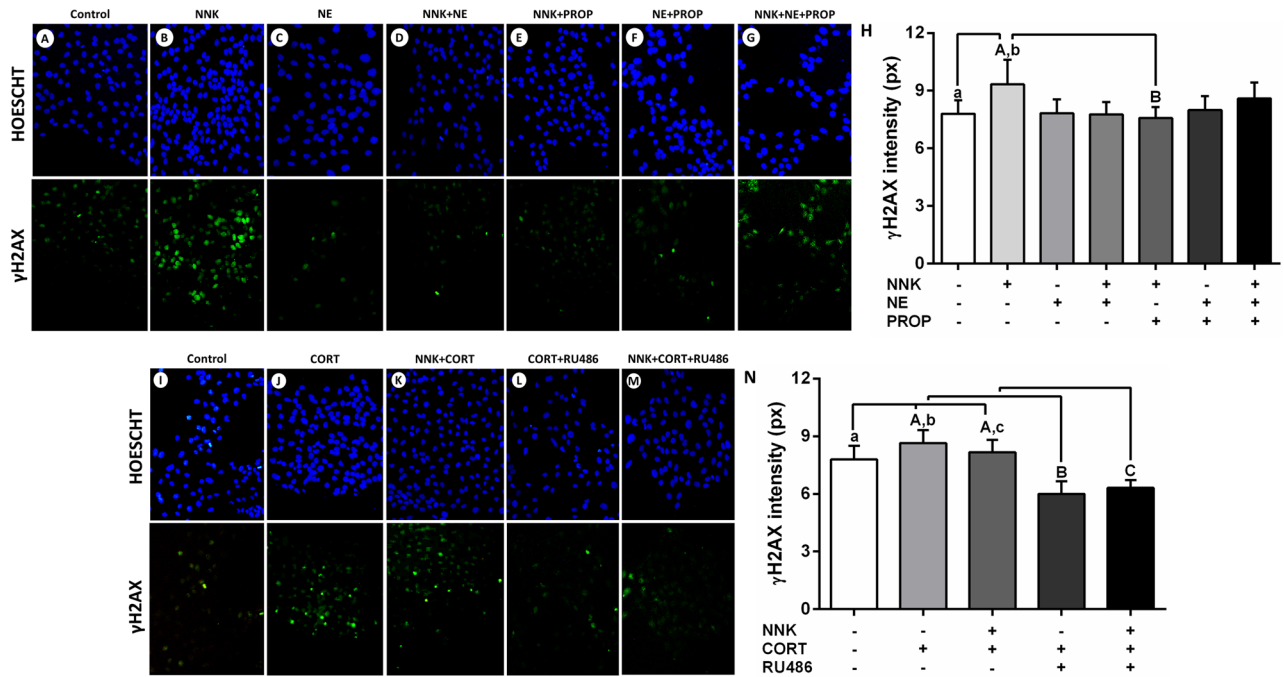 Control NNK NE NNK+NE NNK+PROP NE+PROP NNK+NE+PROP
A B C D E F G
HOESCHT
γH2AX
H
γH2AX intensity (px)
12
9
6
3
0
a A,b B
NNK - + - + + - +
NE - - + + - + +
PROP - - - - + + +
Control CORT NNK+CORT CORT+RU486 NNK+CORT+RU486
I J K L M
HOESCHT
γH2AX
N
γH2AX intensity (px)
12
9
6
3
0
a A,b A,c B C
NNK - - + - +
CORT - + + + +
RU486 - - - + +